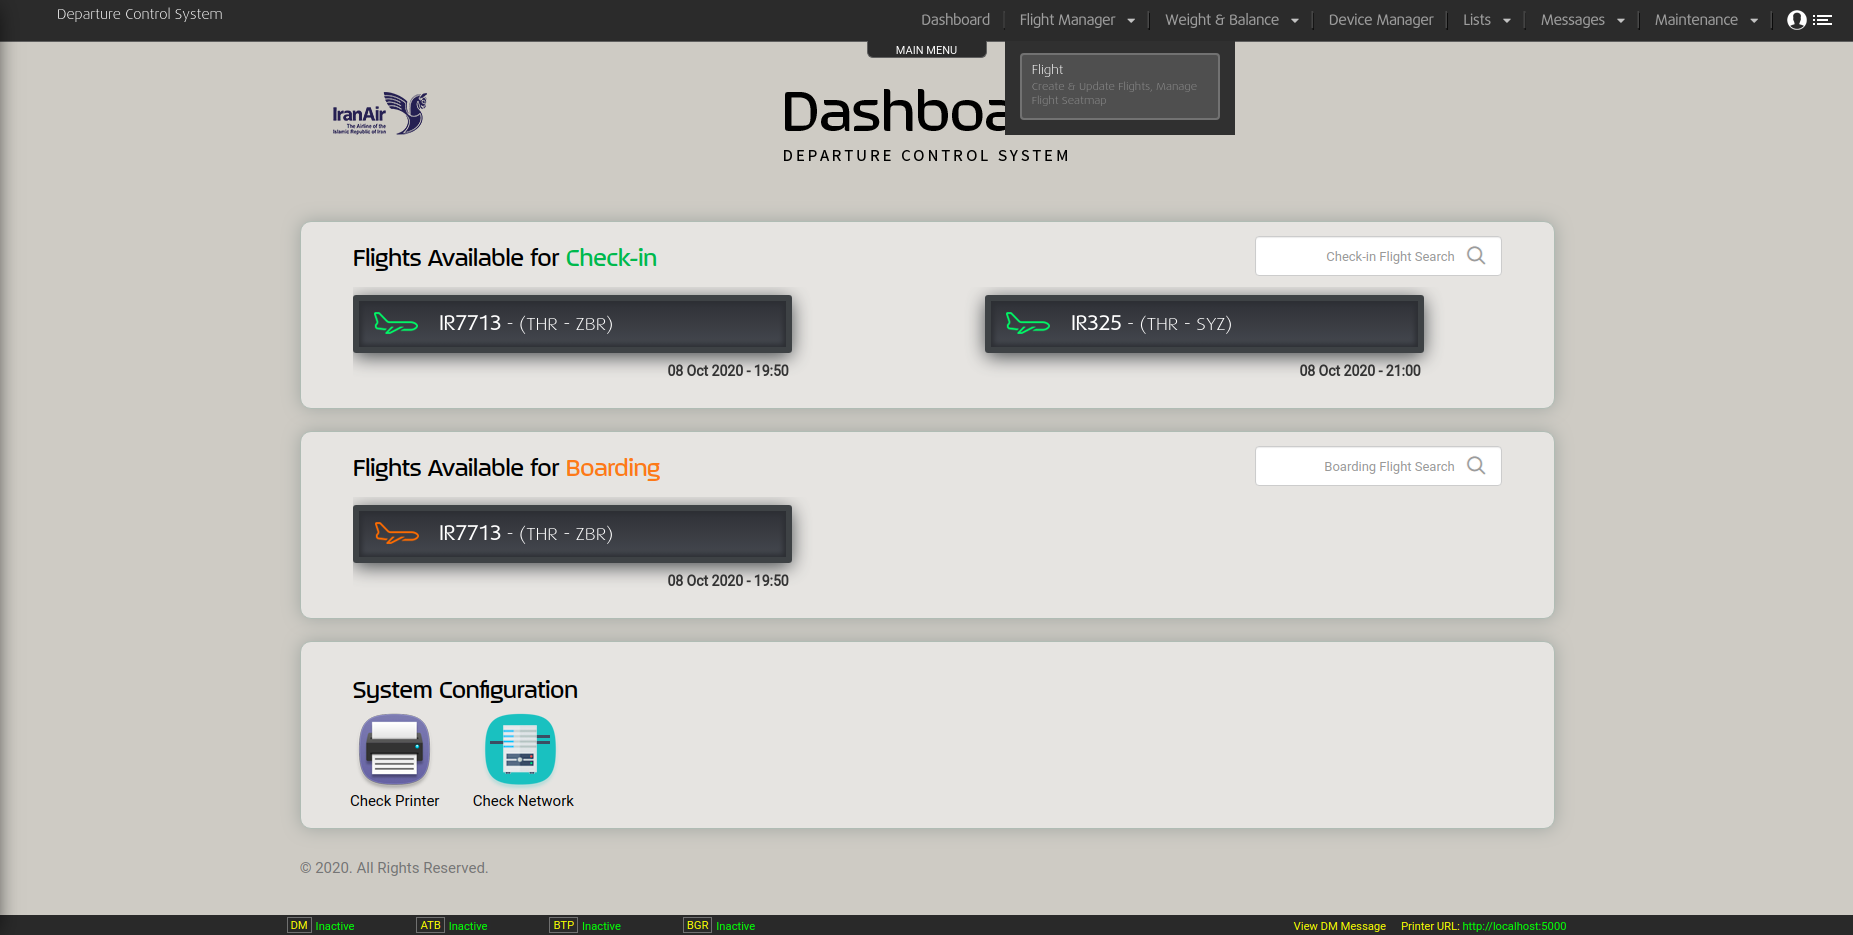 Departure Control System
Dashboard
Flight Manager
Weight & Balance
Device Manager
Lists
Messages
Maintenance
MAIN MENU
Flight
Create & Update Flights, Manage
Flight Seatmap
IranAir
The Airline of the
Islamic Republic of Iran
Dashboa
DEPARTURE CONTROL SYSTEM
Flights Available for Check-in
Check-in Flight Search
IR7713 - (THR - ZBR)
08 Oct 2020 - 19:50
IR325 - (THR - SYZ)
08 Oct 2020 - 21:00
Flights Available for Boarding
Boarding Flight Search
IR7713 - (THR - ZBR)
08 Oct 2020 - 19:50
System Configuration
Check Printer
Check Network
© 2020. All Rights Reserved.
DM Inactive
ATB Inactive
BTP Inactive
BGR Inactive
View DM Message
Printer URL: http://localhost:5000